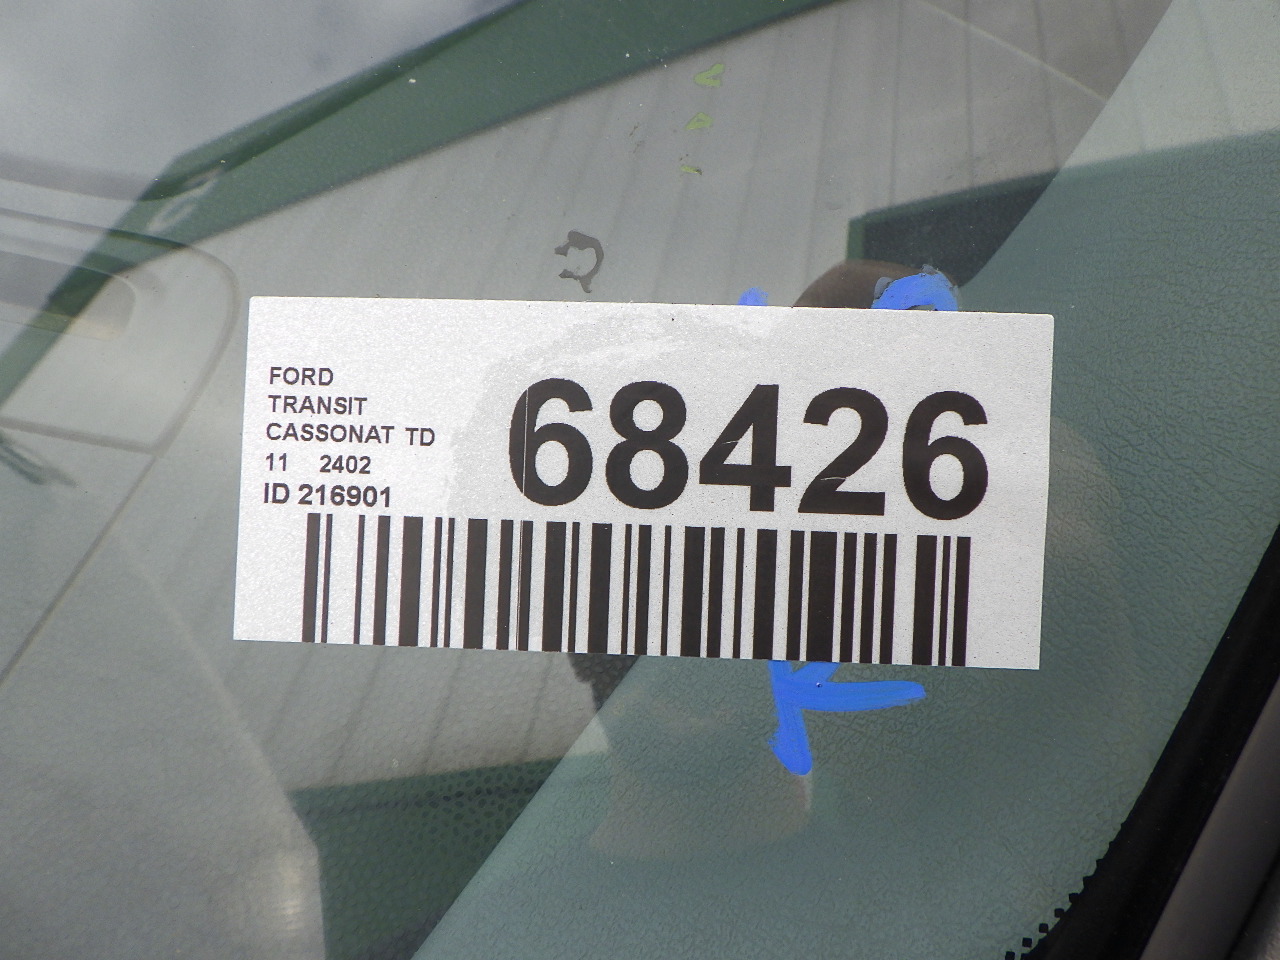 FORD
TRANSIT
CASSONAT TD
11 2402
ID 216901
68426